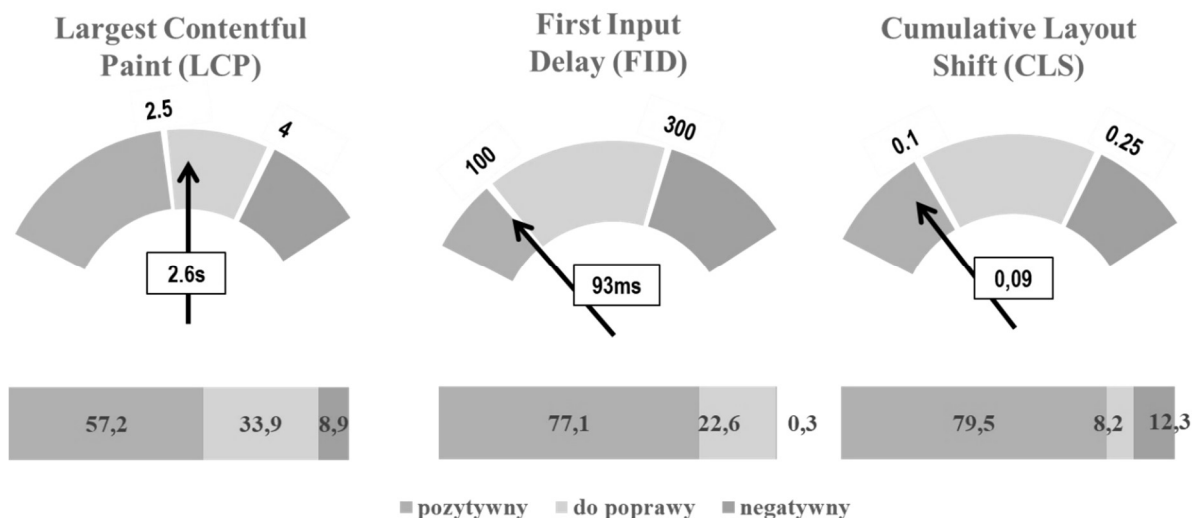 Largest Contentful
Paint (LCP)
2.5
4
2.6s
57,2 33,9 8,9
First Input
Delay (FID)
100
300
93ms
77,1 22,6 0,3
Cumulative Layout
Shift (CLS)
0.1
0.25
0,09
79,5 8,2 12,3
pozytywny do poprawy negatywny